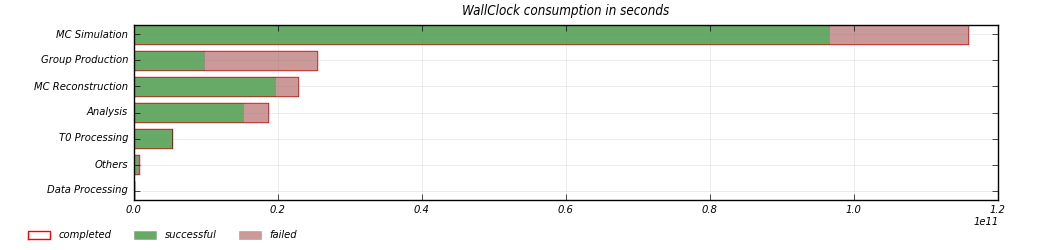 WallClock consumption in seconds
MC Simulation
Group Production
MC Reconstruction
Analysis
T0 Processing
Others
Data Processing
0.0 0.2 0.4 0.6 0.8 1.0 1.2
1e11
completed successful failed